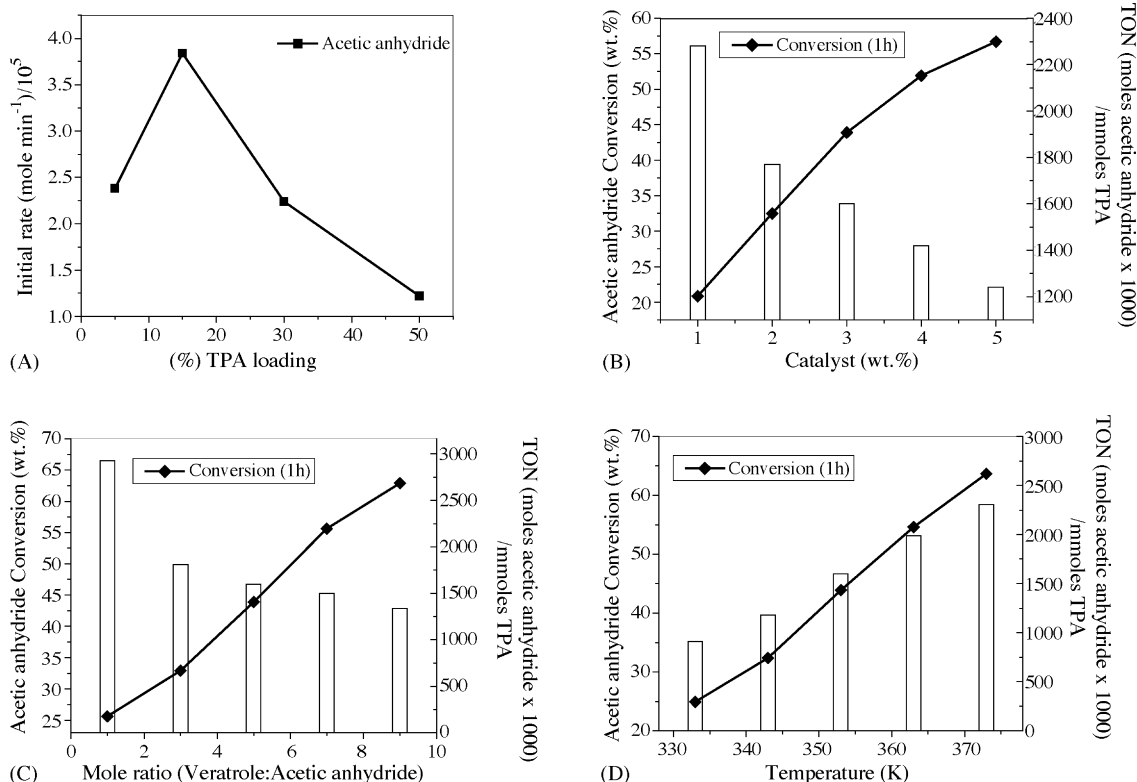 Initial rate (mole min⁻¹)/10⁵
4.0
3.5
3.0
2.5
2.0
1.5
1.0
Acetic anhydride
0 10 20 30 40 50
(A)
(%) TPA loading
Acetic anhydride Conversion (wt.%)
60
55
50
45
40
35
30
25
20
Conversion (1h)
2400
2200
2000
1800
1600
1400
1200
TON (moles acetic anhydride x 1000)
/mmoles TPA
1 2 3 4 5
(B)
Catalyst (wt.%)
Acetic anhydride Conversion (wt.%)
70
65
60
55
50
45
40
35
30
25
Conversion (1h)
3000
2500
2000
1500
1000
500
0
TON (moles acetic anhydride x 1000)
/mmoles TPA
0 2 4 6 8 10
(C)
Mole ratio (Veratrole:Acetic anhydride)
Acetic anhydride Conversion (wt.%)
70
60
50
40
30
20
Conversion (1h)
3000
2500
2000
1500
1000
500
0
TON (moles acetic anhydride x 1000)
/mmoles TPA
330 340 350 360 370
(D)
Temperature (K)